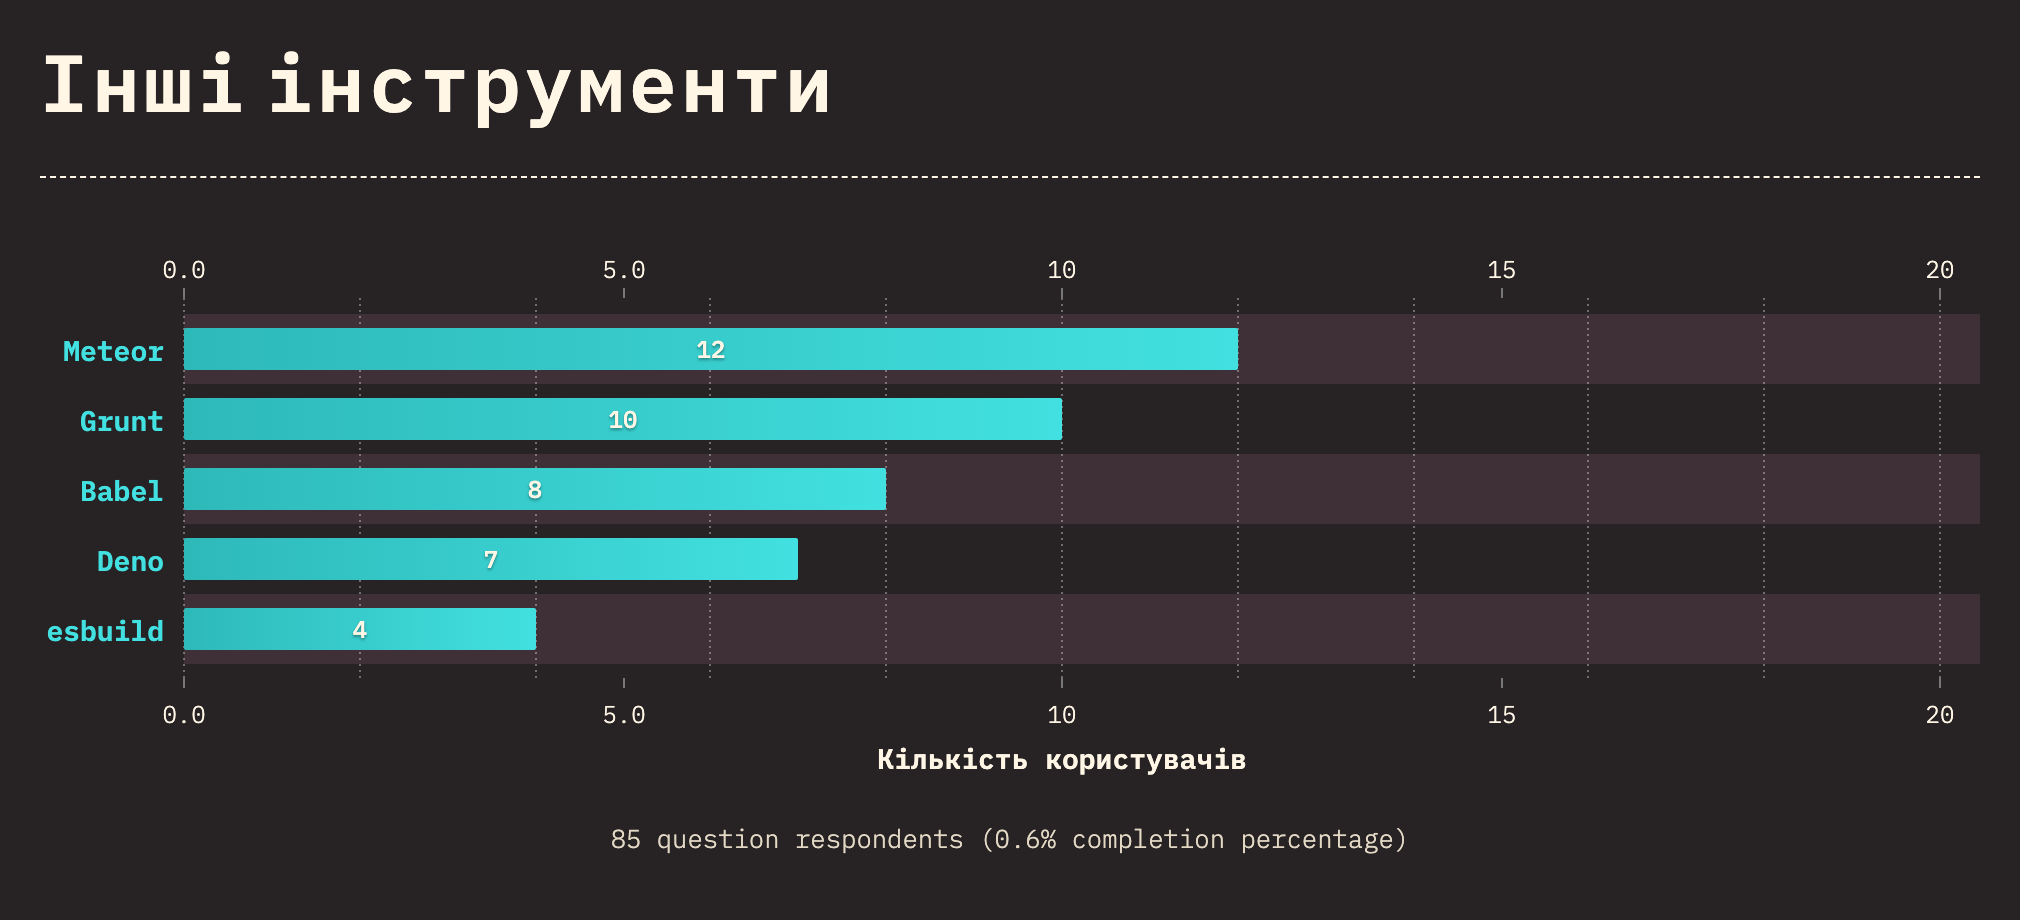 Інші інструменти
0.0 5.0 10 15 20
Meteor 12
Grunt 10
Babel 8
Deno 7
esbuild 4
0.0 5.0 10 15 20
Кількість користувачів
85 question respondents (0.6% completion percentage)